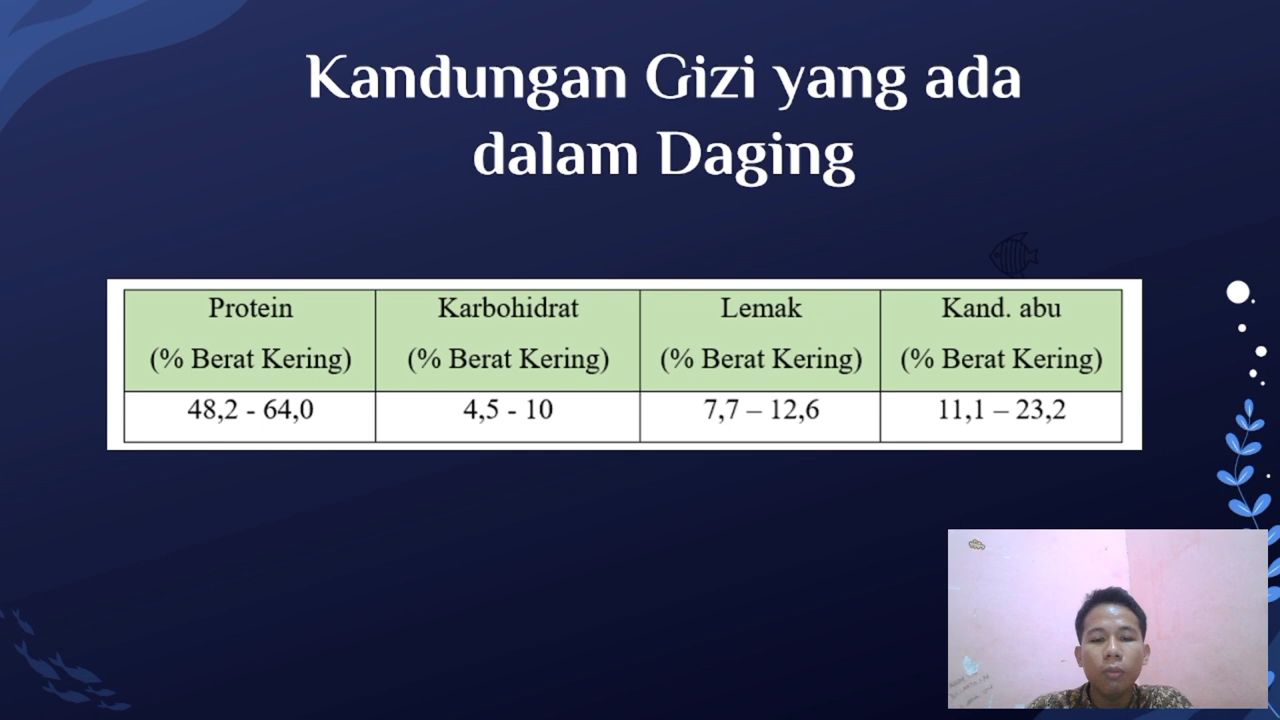 Kandungan Gizi yang ada
dalam Daging
Protein
(% Berat Kering)
Karbohidrat
(% Berat Kering)
Lemak
(% Berat Kering)
Kand. abu
(% Berat Kering)
48,2 - 64,0
4,5 - 10
7,7 – 12,6
11,1 – 23,2